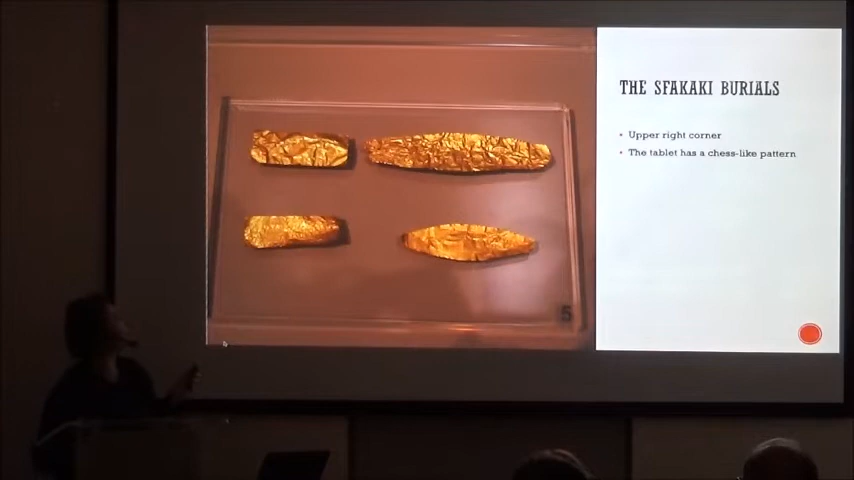 THE SFAKAKI BURIALS
Upper right corner
The tablet has a chess-like pattern
5